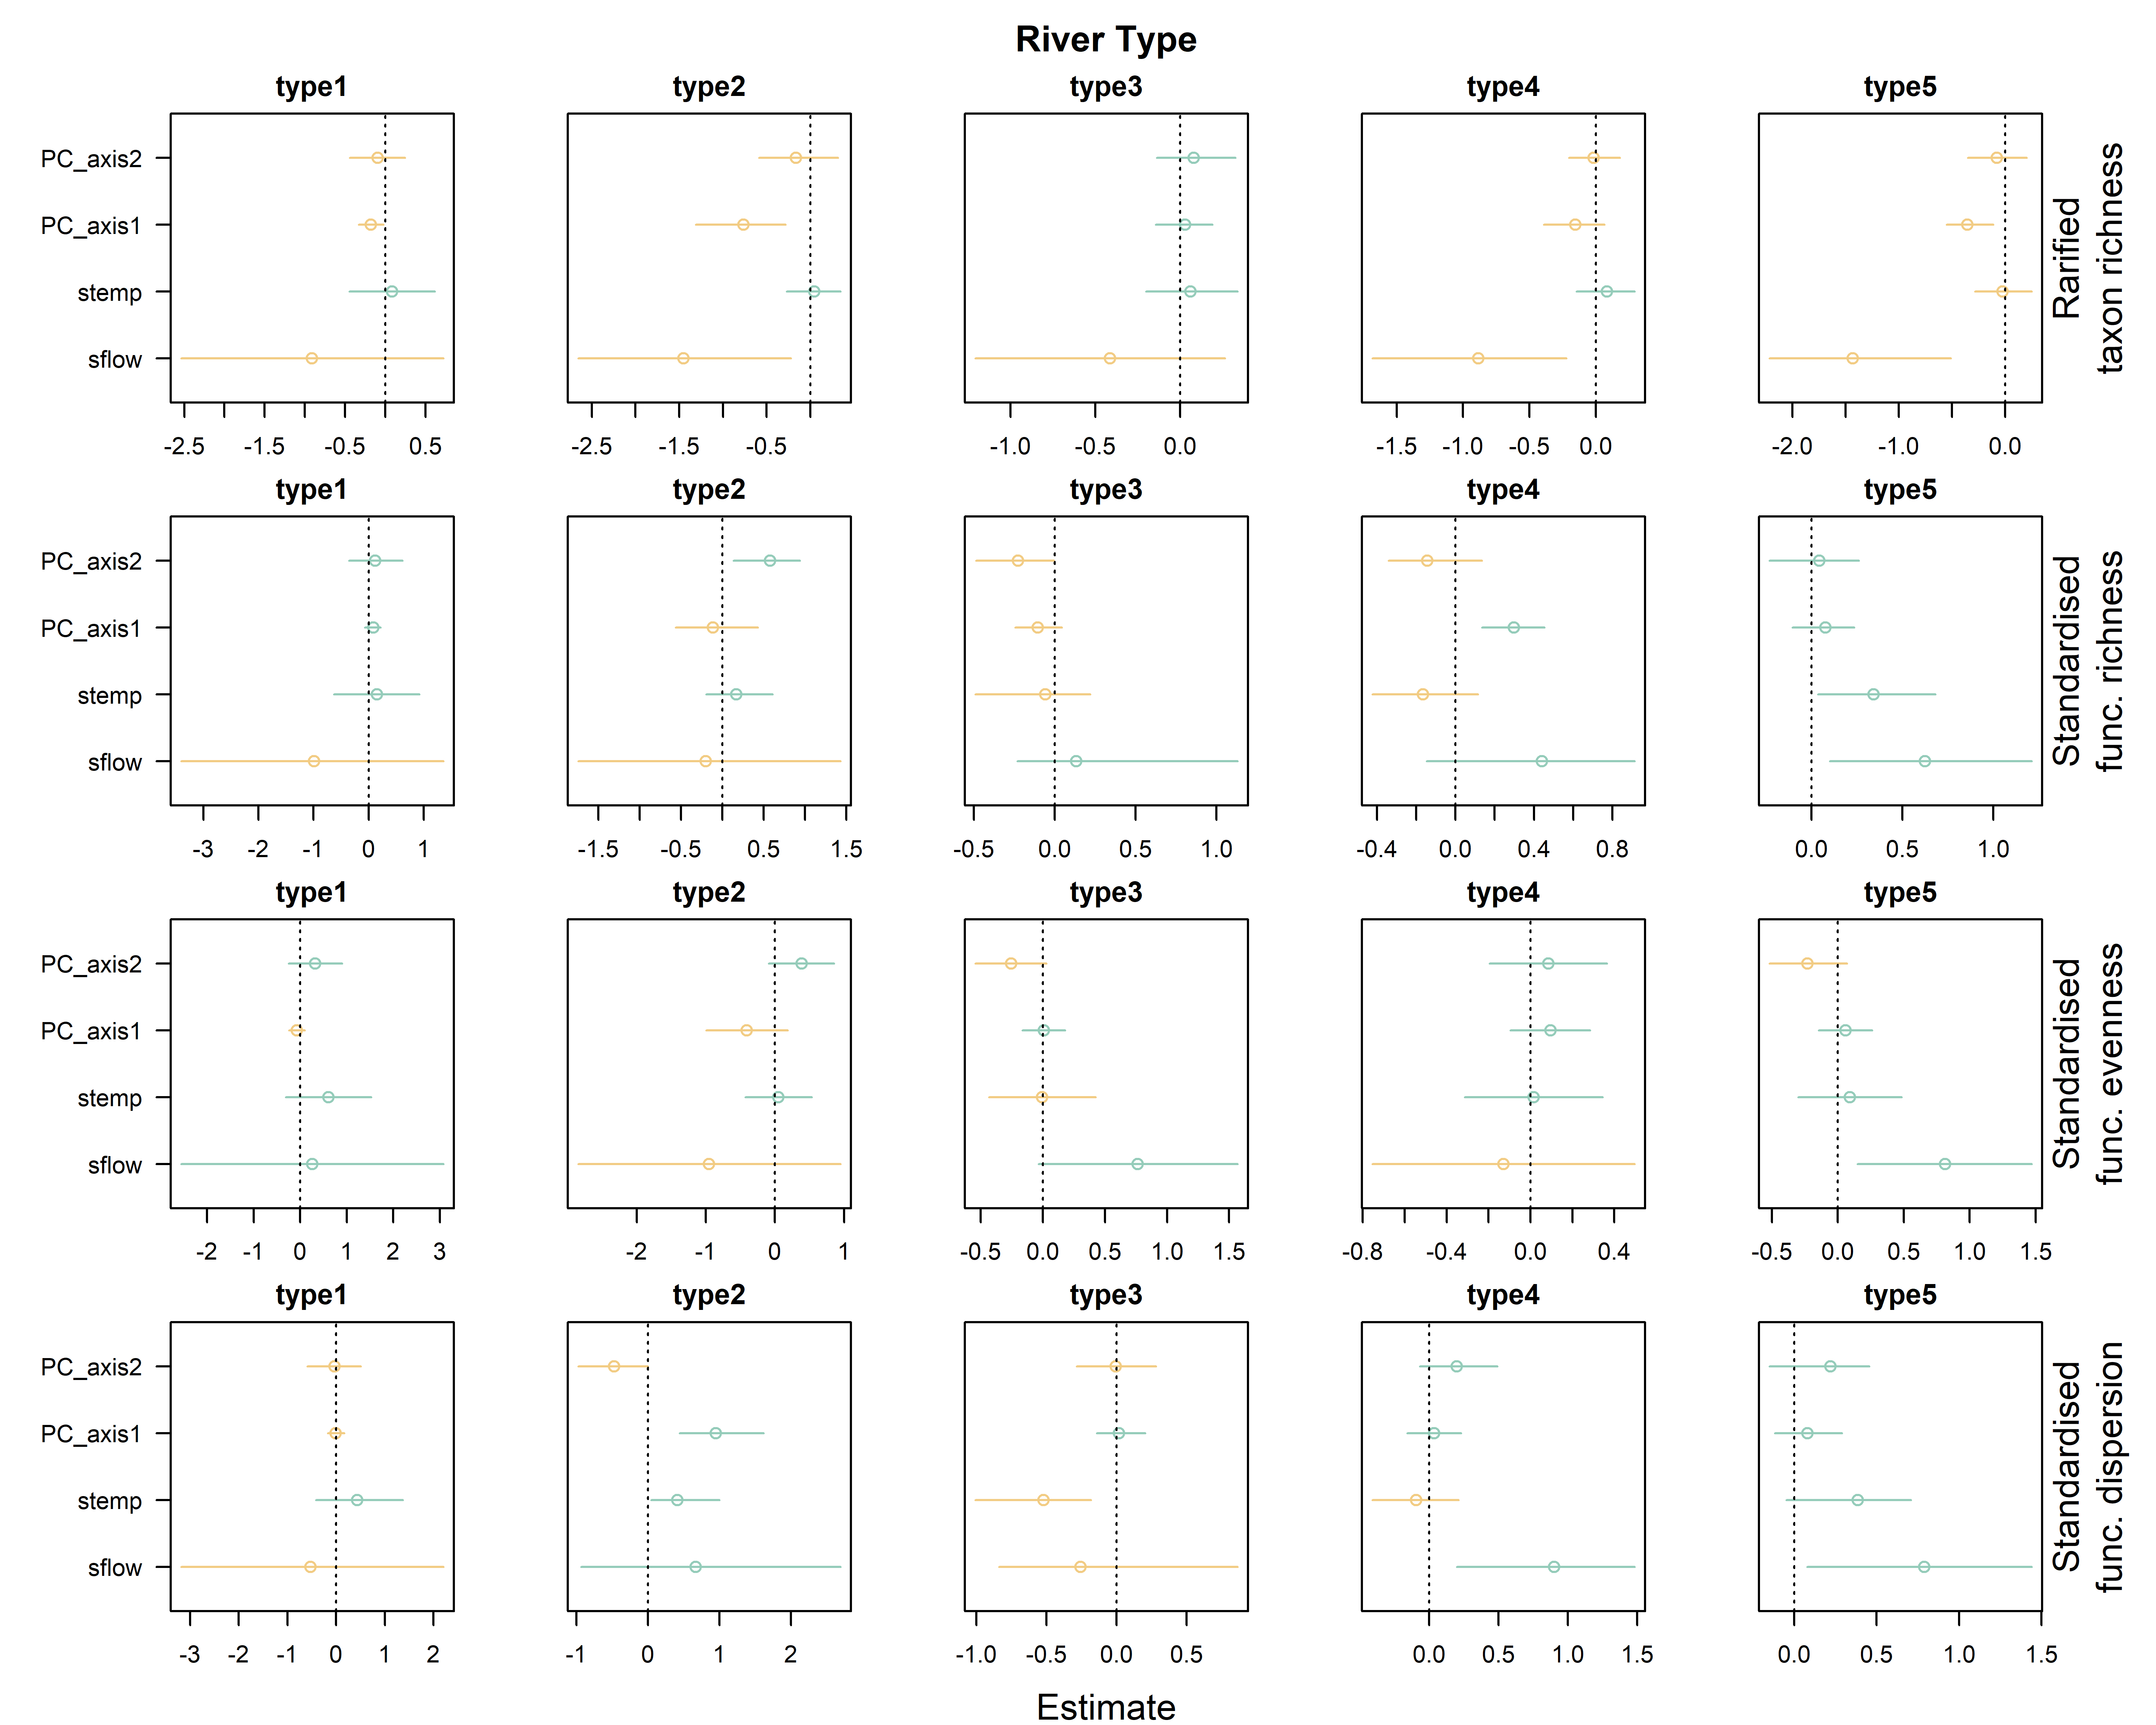 River Type
type1 type2 type3 type4 type5
PC_axis2
PC_axis1
stemp
sflow
Rarified
taxon richness
-2.5 -1.5 -0.5 0.5 -2.5 -1.5 -0.5 -1.0 0.0 -1.5 -1.0 -0.5 0.0 -2.0 -1.0 0.0
type1 type2 type3 type4 type5
PC_axis2
PC_axis1
stemp
sflow
Standardised
func. richness
-3 -2 -1 0 1 -1.5 -0.5 0.5 1.5 -0.5 0.0 0.5 1.0 -0.4 0.0 0.4 0.8 0.0 0.5 1.0
type1 type2 type3 type4 type5
PC_axis2
PC_axis1
stemp
sflow
Standardised
func. evenness
-2 -1 0 1 2 3 -2 -1 0 1 -0.5 0.0 0.5 1.0 1.5 -0.8 -0.4 0.0 0.4 -0.5 0.0 0.5 1.0 1.5
type1 type2 type3 type4 type5
PC_axis2
PC_axis1
stemp
sflow
Standardised
func. dispersion
-3 -2 -1 0 1 2 -1 0 1 2 -1.0 -0.5 0.0 0.5 0.0 0.5 1.0 1.5 0.0 0.5 1.0 1.5
Estimate